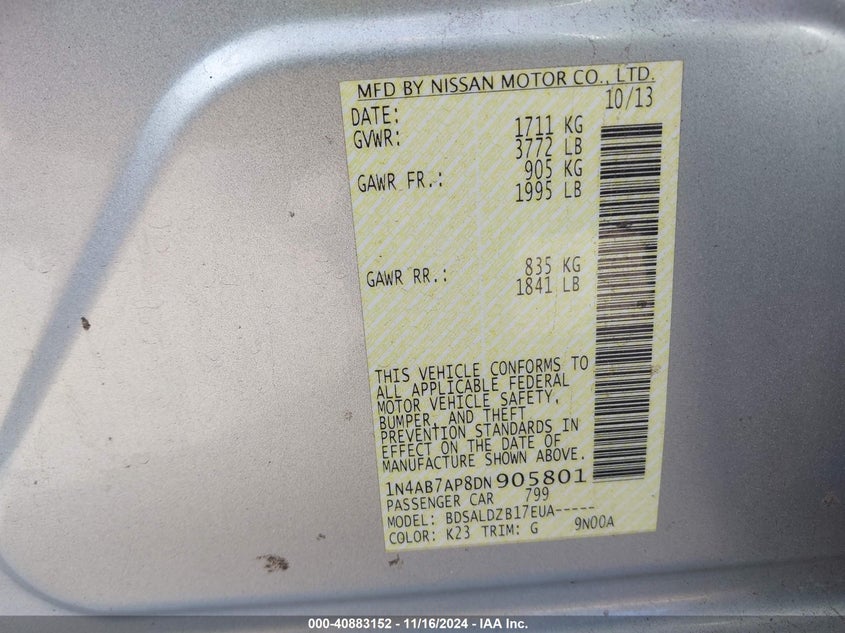 MFD BY NISSAN MOTOR CO., LTD.
DATE: 10/13
GVWR: 1711 KG
3772 LB
GAWR FR.: 905 KG
1995 LB
GAWR RR.: 835 KG
1841 LB
THIS VEHICLE CONFORMS TO
ALL APPLICABLE FEDERAL
MOTOR VEHICLE SAFETY,
BUMPER, AND THEFT
PREVENTION STANDARDS IN
EFFECT ON THE DATE OF
MANUFACTURE SHOWN ABOVE.
1N4AB7AP8DN905801
PASSENGER CAR 799
MODEL: BDSALDZB17EUA-----
COLOR: K23 TRIM: G 9N00A
000-40883152 - 11/16/2024 - IAA Inc.